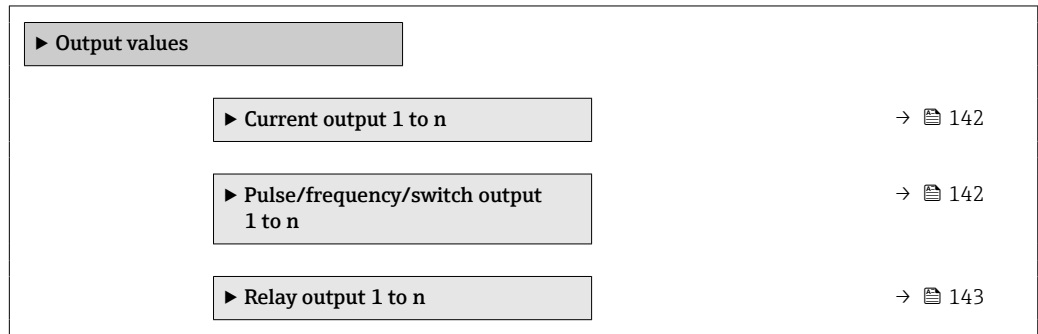 ▶ Output values
▶ Current output 1 to n → 142
▶ Pulse/frequency/switch output
1 to n → 142
▶ Relay output 1 to n → 143